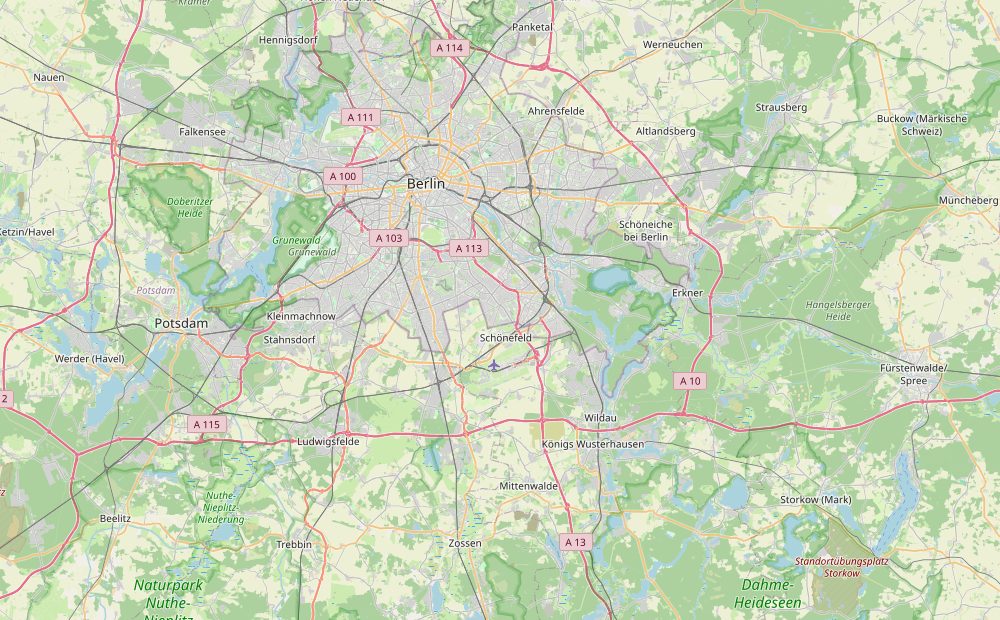 Kremmen
Panketal
Hennigsdorf
A 114
Werneuchen
Nauen
Ahrensfelde
Strausberg
A 111
Falkensee
Altlandsberg
Buckow (Märkische
Schweiz)
A 100
Berlin
Döberitzer
Heide
Müncheberg
Ketzin/Havel
Schöneiche
bei Berlin
Grunewald
Grunewald
A 103
A 113
Potsdam
Erkner
Hangelsberger
Heide
Kleinmachnow
Potsdam
Stahnsdorf
Schönefeld
Werder (Havel)
Fürstenwalde/
Spree
A 10
2
A 115
Wildau
Ludwigsfelde
Königs Wusterhausen
Mittenwalde
Nuthe-
Nieplitz-
Niederung
Storkow (Mark)
Beelitz
Trebbin
Zossen
A 13
Standortübungsplatz
Storkow
Naturpark
Nuthe-
Nieplitz
Dahme-
Heideseen